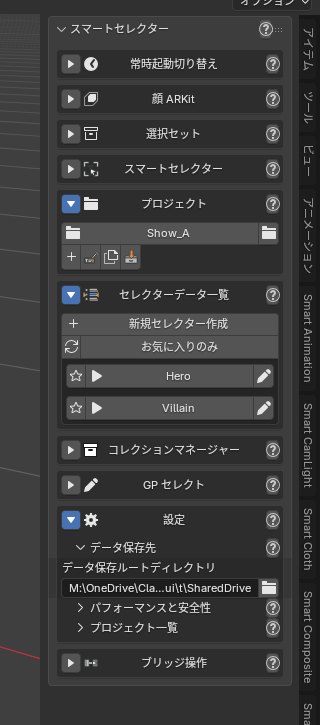 オプション
スマートセレクター
常時起動切り替え
顔 ARKit
選択セット
スマートセレクター
プロジェクト
Show_A
セレクターデータ一覧
新規セレクター作成
お気に入りのみ
Hero
Villain
コレクションマネージャー
GP セレクト
設定
データ保存先
データ保存ルートディレクトリ
M:\OneDrive\Cla...ui\t\SharedDrive
パフォーマンスと安全性
プロジェクト一覧
ブリッジ操作
アイテム
ツール
ビュー
アニメーション
Smart Animation
Smart CamLight
Smart Cloth
Smart Composite